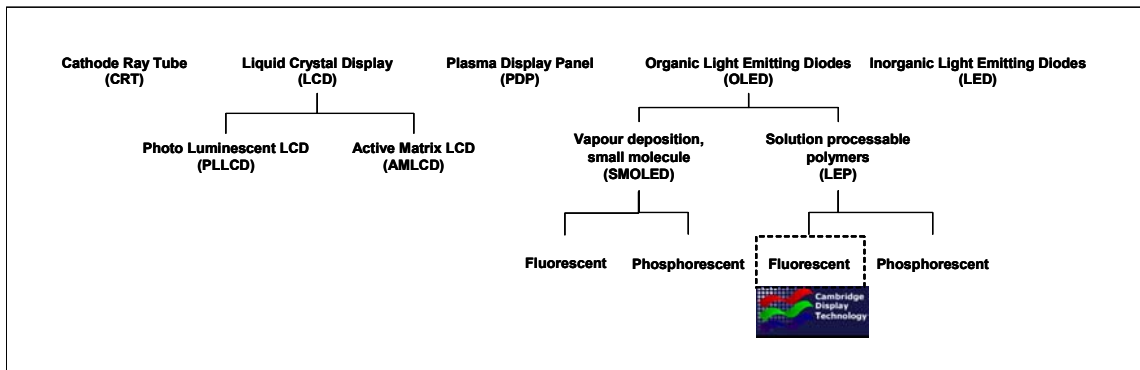 Cathode Ray Tube
(CRT)
Liquid Crystal Display
(LCD)
Plasma Display Panel
(PDP)
Organic Light Emitting Diodes
(OLED)
Inorganic Light Emitting Diodes
(LED)
Photo Luminescent LCD
(PLLCD)
Active Matrix LCD
(AMLCD)
Vapour deposition,
small molecule
(SMOLED)
Solution processable
polymers
(LEP)
Fluorescent
Phosphorescent
Fluorescent
Phosphorescent
Cambridge
Display
Technology